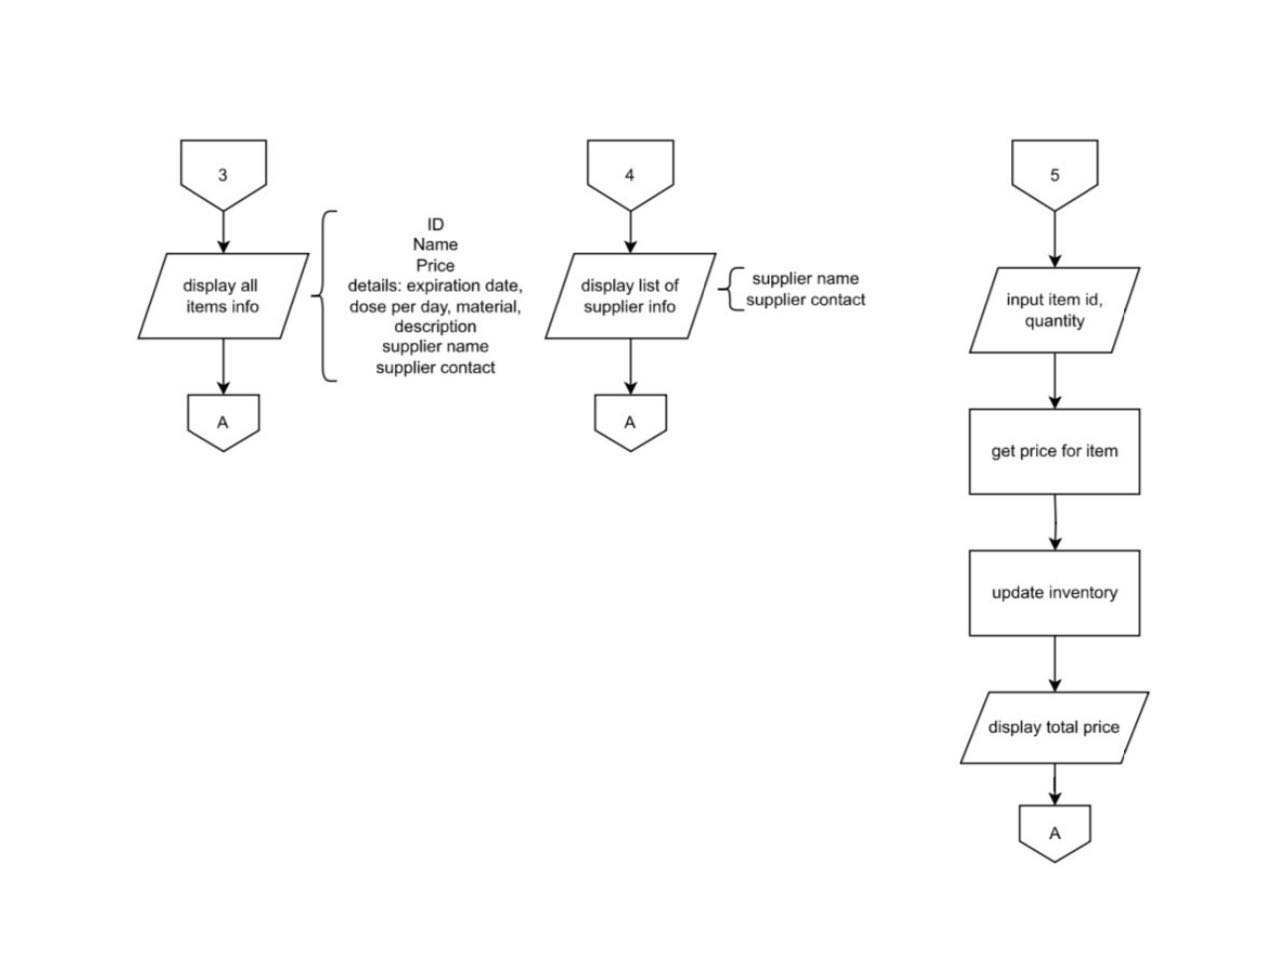 3
display all
items info
ID
Name
Price
details: expiration date,
dose per day, material,
description
supplier name
supplier contact
A
4
display list of
supplier info
supplier name
supplier contact
A
5
input item id,
quantity
get price for item
update inventory
display total price
A